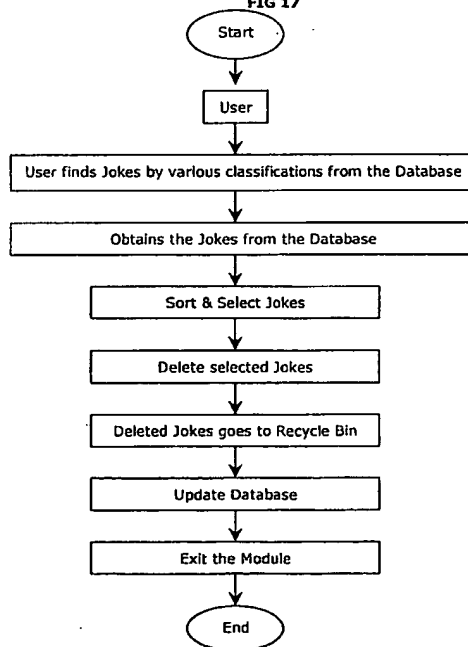 FIG 17
Start
User
User finds Jokes by various classifications from the Database
Obtains the Jokes from the Database
Sort & Select Jokes
Delete selected Jokes
Deleted Jokes goes to Recycle Bin
Update Database
Exit the Module
End